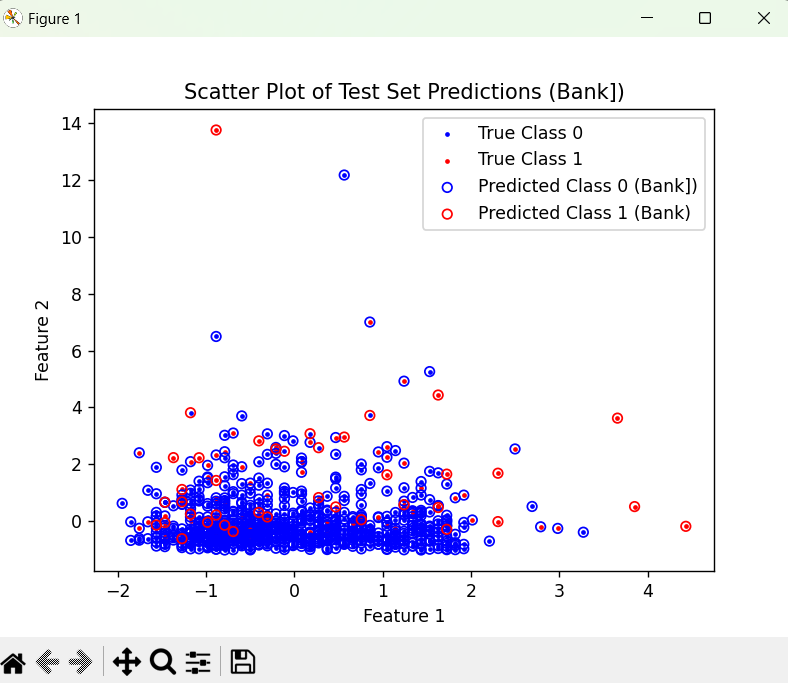 Figure 1
Scatter Plot of Test Set Predictions (Bank])
True Class 0
True Class 1
Predicted Class 0 (Bank])
Predicted Class 1 (Bank)
14
12
10
8
6
4
2
0
Feature 2
−2
−1
0
1
2
3
4
Feature 1